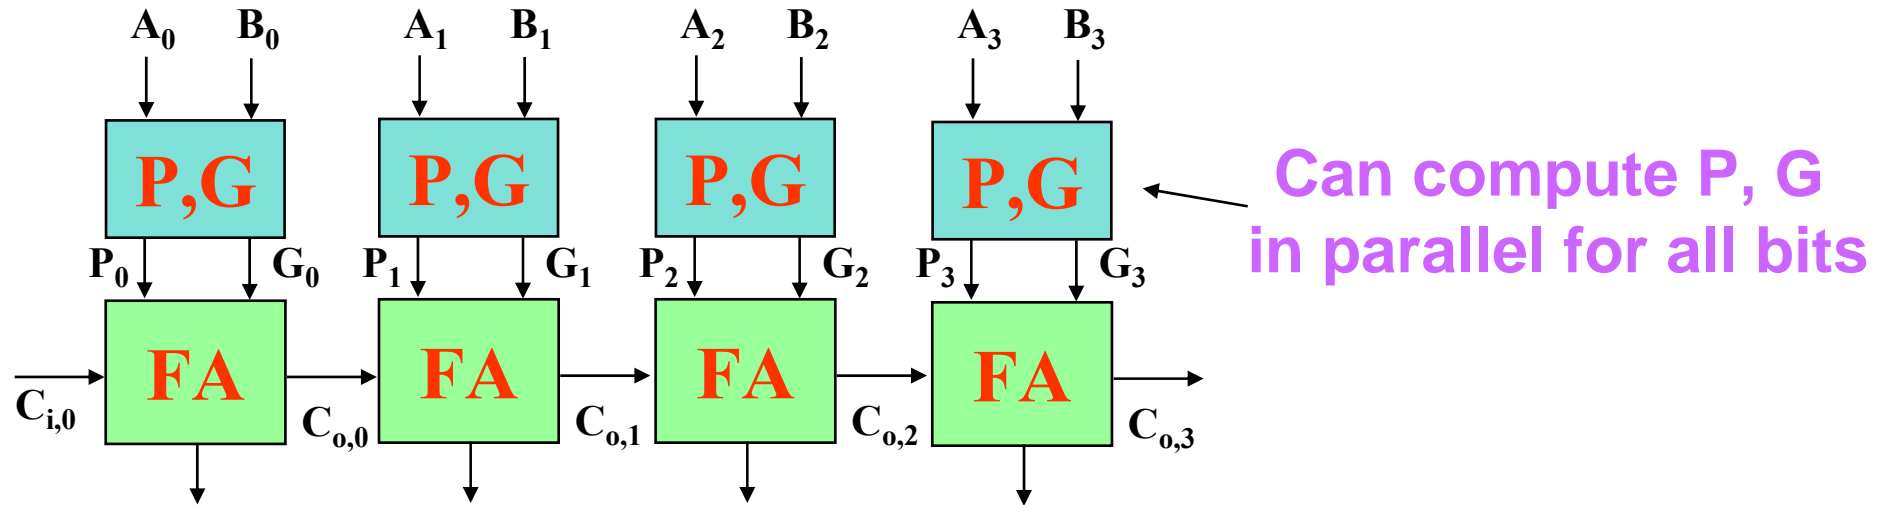 A0 B0 A1 B1 A2 B2 A3 B3
P,G P,G P,G P,G
Can compute P, G
in parallel for all bits
P0 G0 P1 G1 P2 G2 P3 G3
FA FA FA FA
Ci,0 Co,0 Co,1 Co,2 Co,3